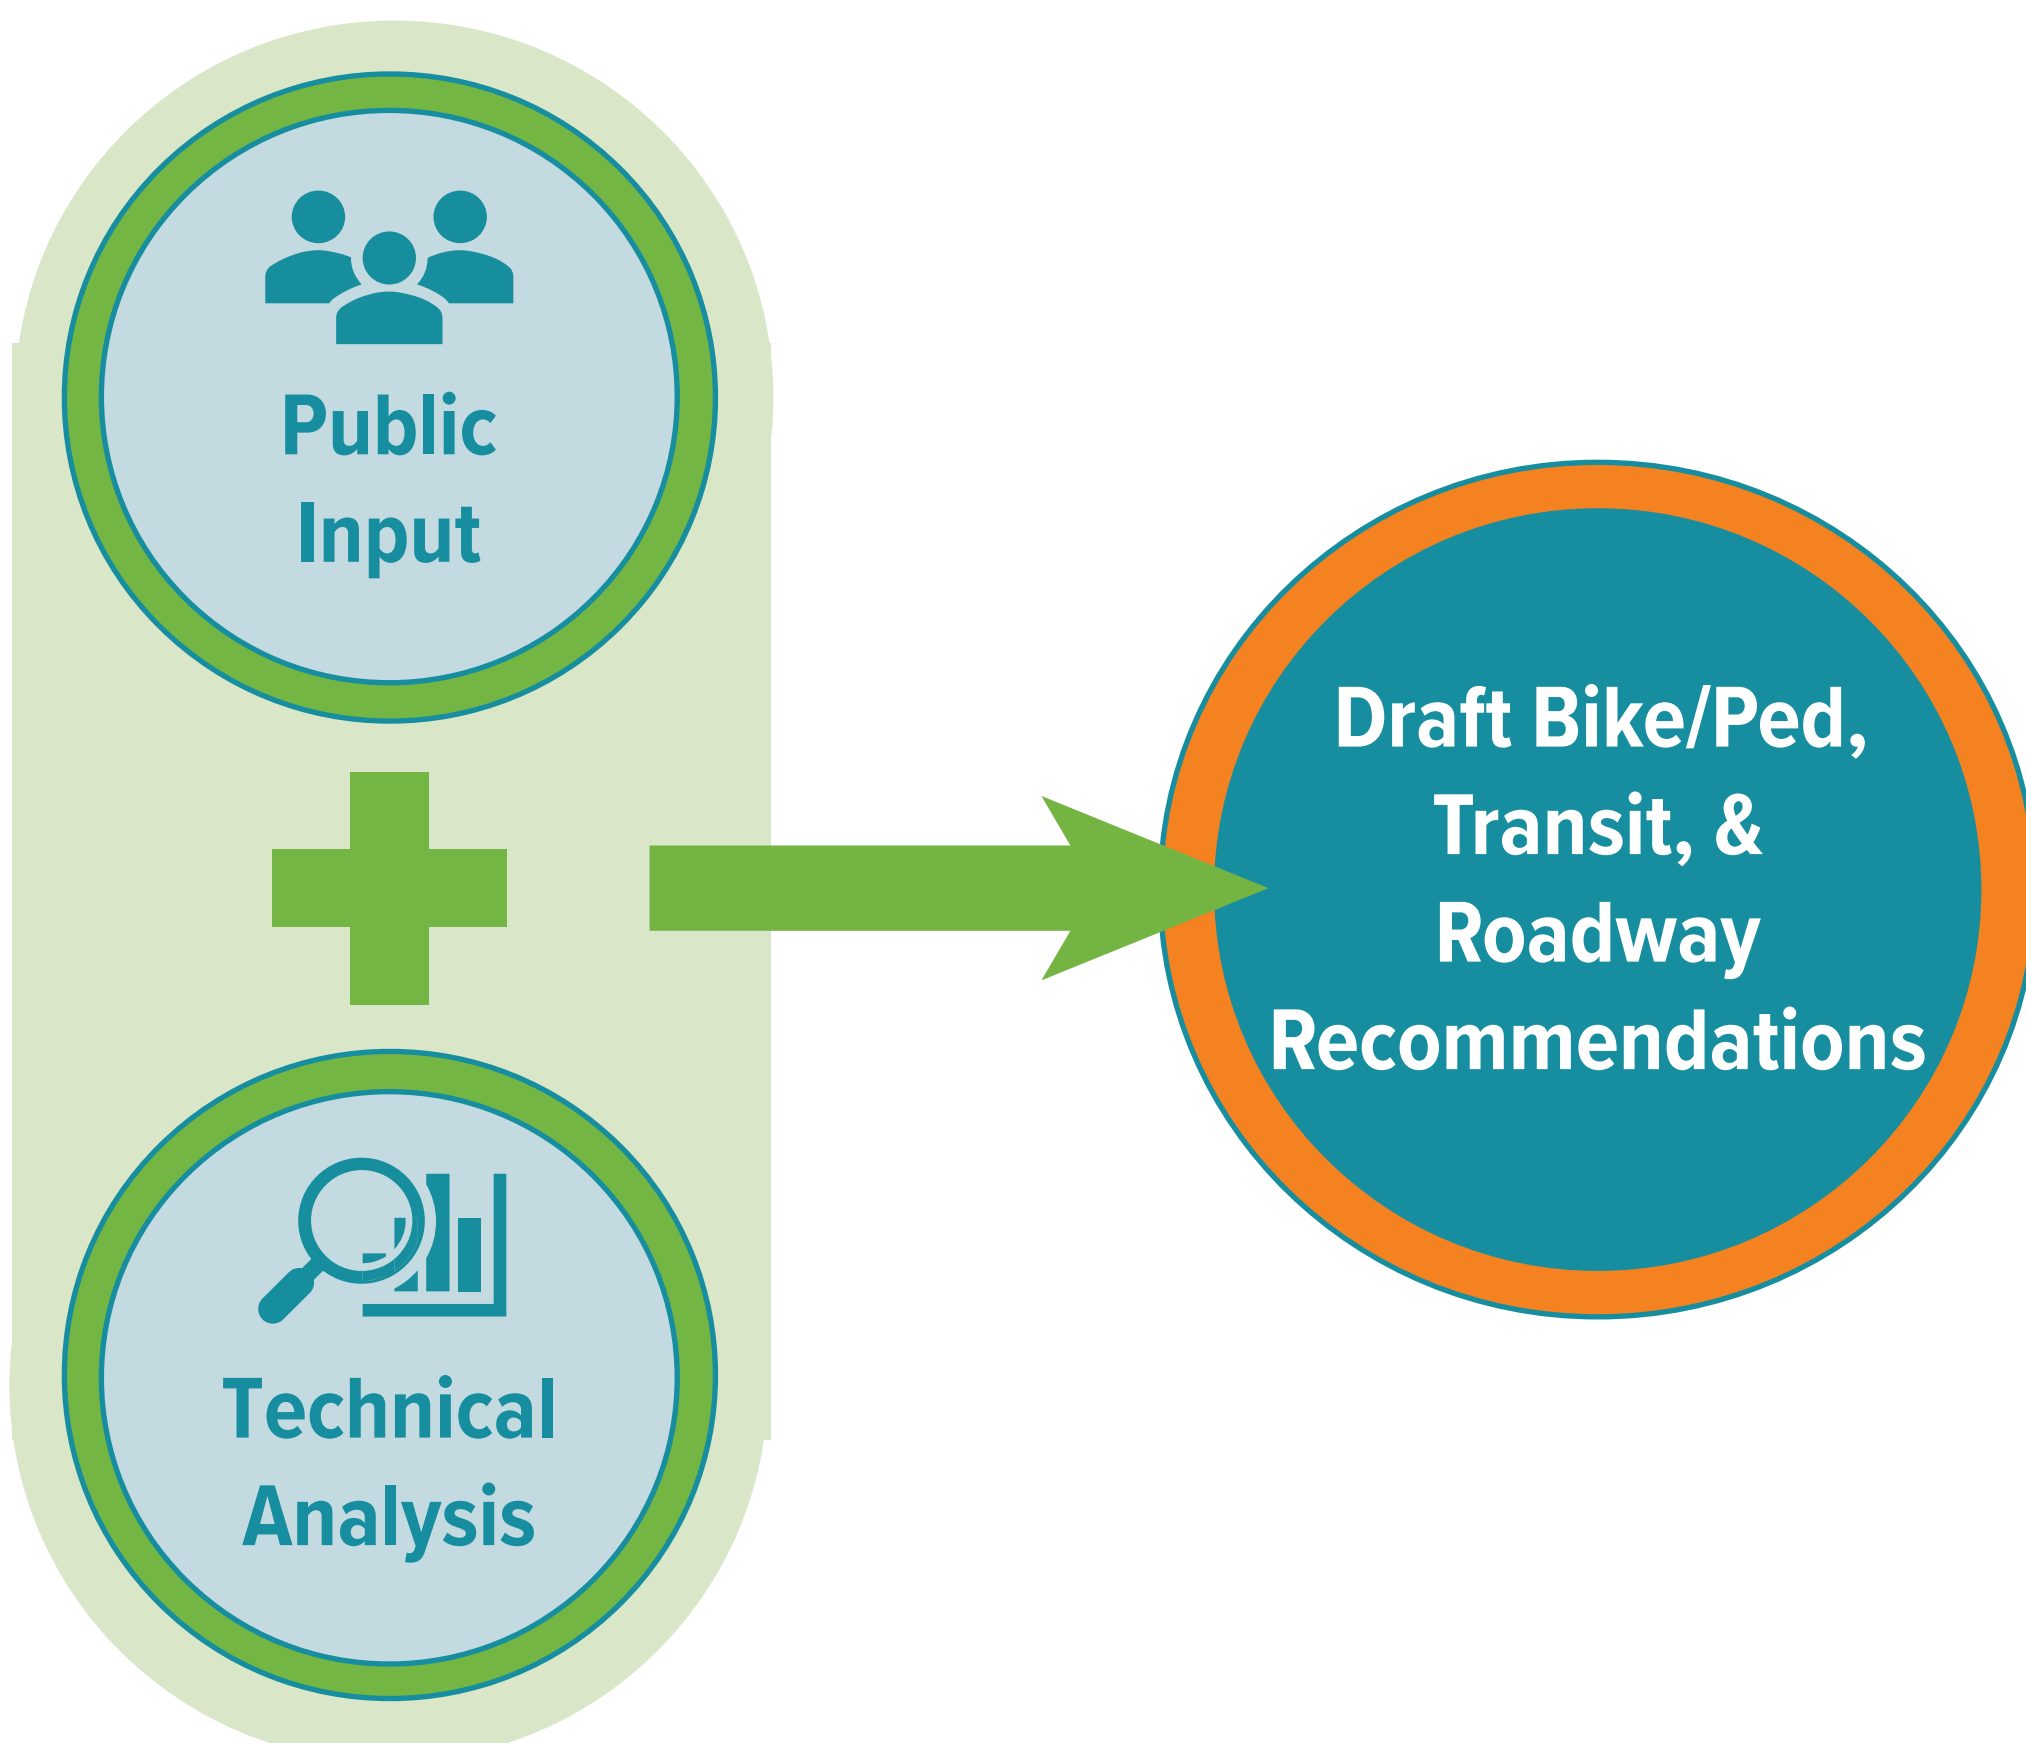 Public
Input
Technical
Analysis
Draft Bike/Ped,
Transit, &
Roadway
Recommendations